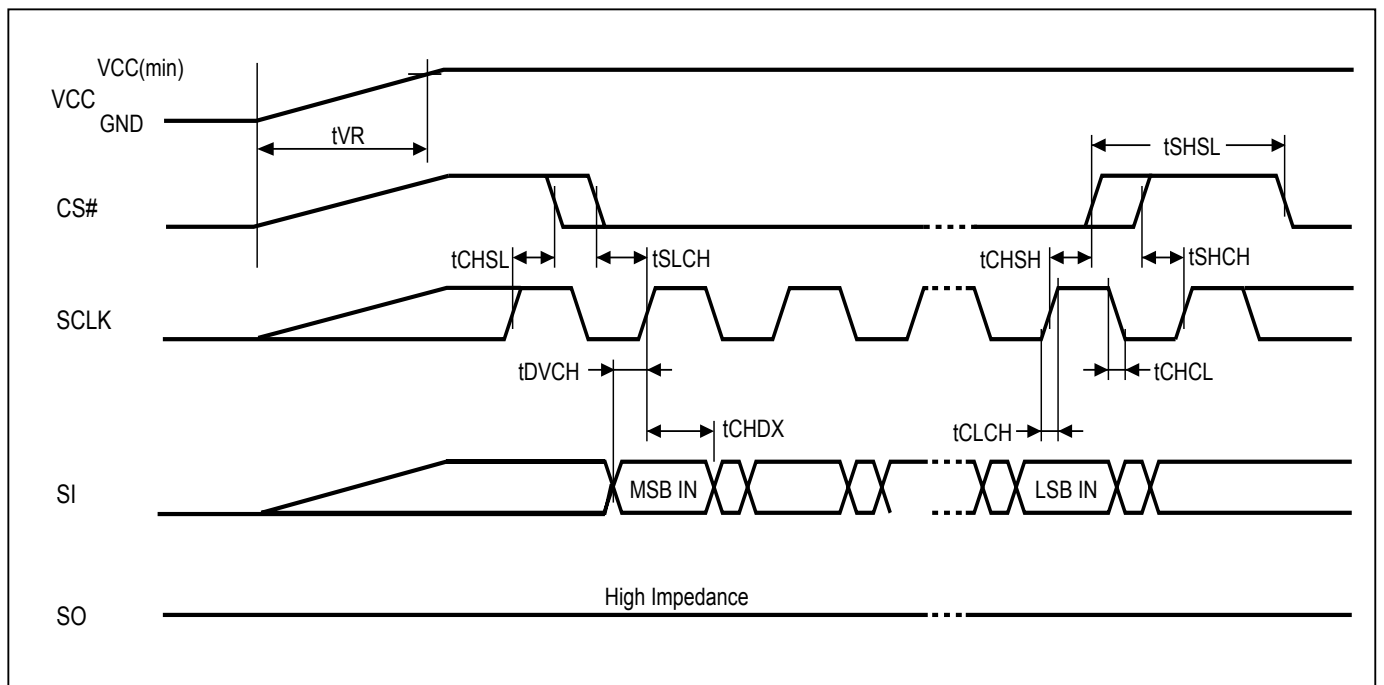 VCC(min)
VCC
GND
tVR
tSHSL
CS#
tCHSL
tSLCH
tCHSH
tSHCH
SCLK
tDVCH
tCHCL
tCHDX
tCLCH
SI
MSB IN
LSB IN
High Impedance
SO